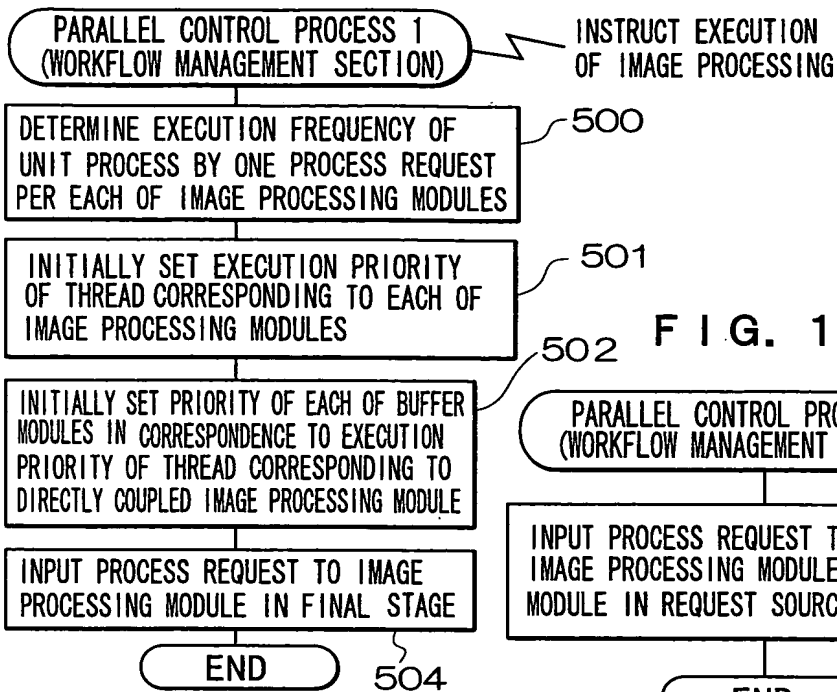 PARALLEL CONTROL PROCESS 1
(WORKFLOW MANAGEMENT SECTION)
INSTRUCT EXECUTION
OF IMAGE PROCESSING
DETERMINE EXECUTION FREQUENCY OF
UNIT PROCESS BY ONE PROCESS REQUEST
PER EACH OF IMAGE PROCESSING MODULES
500
INITIALLY SET EXECUTION PRIORITY
OF THREAD CORRESPONDING TO EACH OF
IMAGE PROCESSING MODULES
501
INITIALLY SET PRIORITY OF EACH OF BUFFER
MODULES IN CORRESPONDENCE TO EXECUTION
PRIORITY OF THREAD CORRESPONDING TO
DIRECTLY COUPLED IMAGE PROCESSING MODULE
502
INPUT PROCESS REQUEST TO IMAGE
PROCESSING MODULE IN FINAL STAGE
504
END
FIG. 1
PARALLEL CONTROL
(WORKFLOW MANAGEMENT
INPUT PROCESS REQUEST
IMAGE PROCESSING MODULE
MODULE IN REQUEST